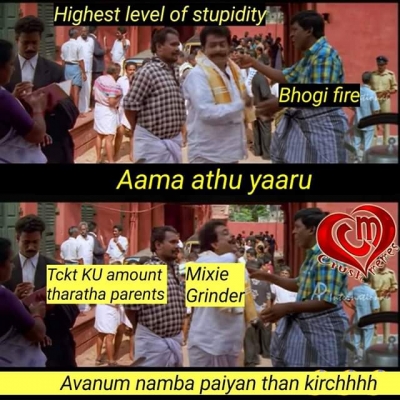 Highest level of stupidity
Bhogi fire
Aama athu yaaru
CM
Tckt KU amount
tharatha parents
Mixie
Grinder
Avanum namba paiyan than kirchhhh